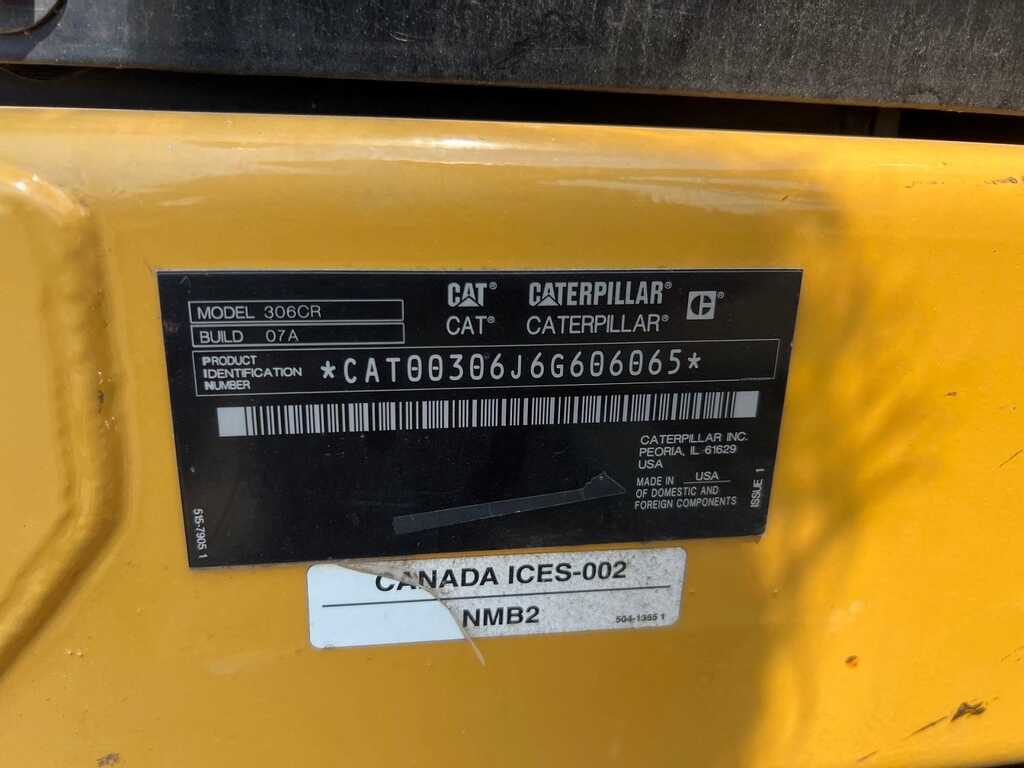 CAT® CATERPILLAR®
CAT® CATERPILLAR®
MODEL 306CR
BUILD 07A
PRODUCT IDENTIFICATION NUMBER
*CAT00306J6G606065*
CATERPILLAR INC.
PEORIA, IL 61629
USA
MADE IN USA
OF DOMESTIC AND
FOREIGN COMPONENTS
ISSUE 1
515-7905 1
CANADA ICES-002
NMB2
504-1355 1